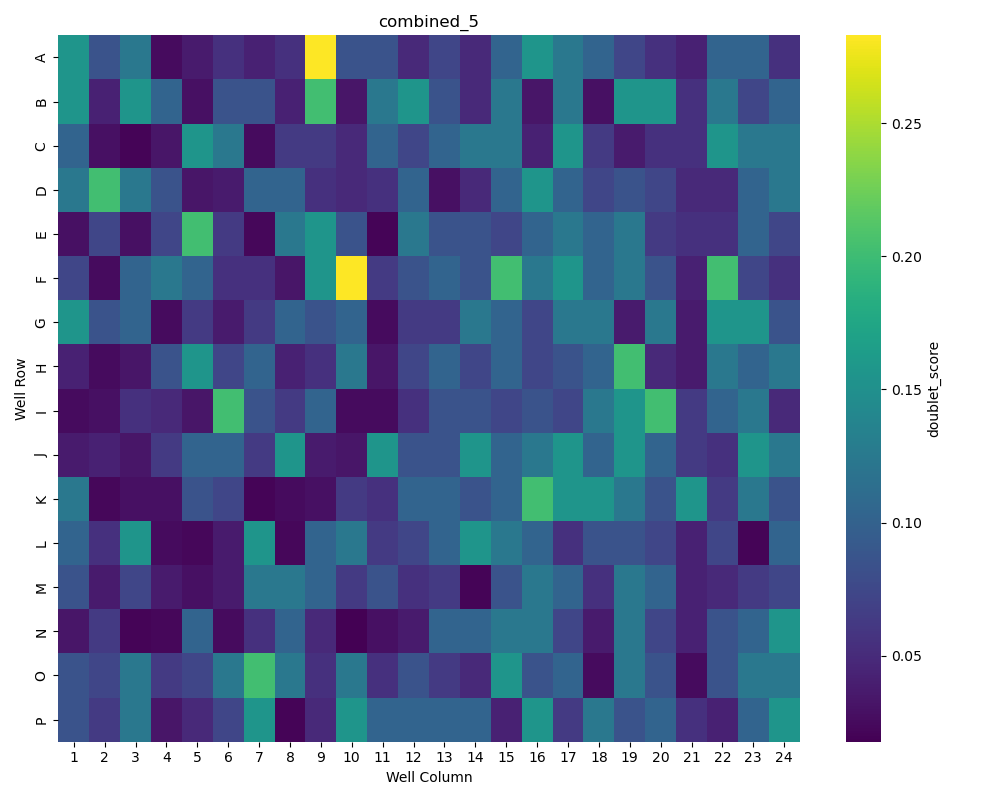 combined_5
A
B
C
D
E
F
G
H
I
J
K
L
M
N
O
P
Well Row
1 2 3 4 5 6 7 8 9 10 11 12 13 14 15 16 17 18 19 20 21 22 23 24
Well Column
0.25
0.20
0.15
0.10
0.05
doublet_score